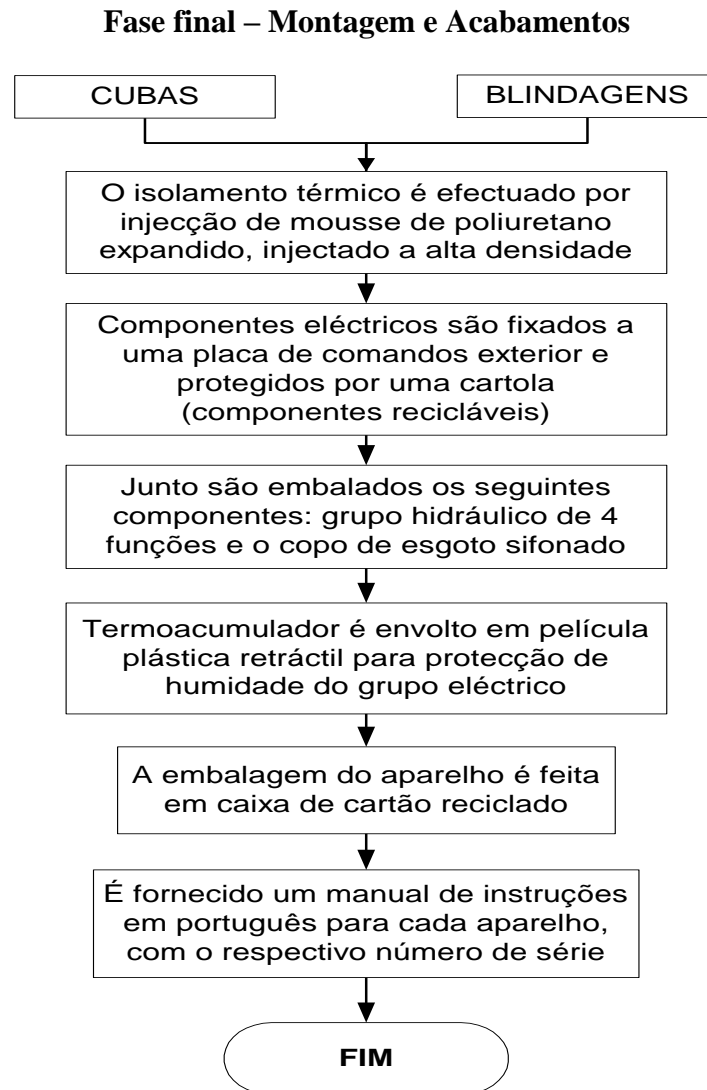 Fase final – Montagem e Acabamentos
CUBAS
BLINDAGENS
O isolamento térmico é efectuado por
injecção de mousse de poliuretano
expandido, injectado a alta densidade
Componentes eléctricos são fixados a
uma placa de comandos exterior e
protegidos por uma cartola
(componentes recicláveis)
Junto são embalados os seguintes
componentes: grupo hidráulico de 4
funções e o copo de esgoto sifonado
Termoacumulador é envolto em película
plástica retráctil para protecção de
humidade do grupo eléctrico
A embalagem do aparelho é feita
em caixa de cartão reciclado
É fornecido um manual de instruções
em português para cada aparelho,
com o respectivo número de série
FIM